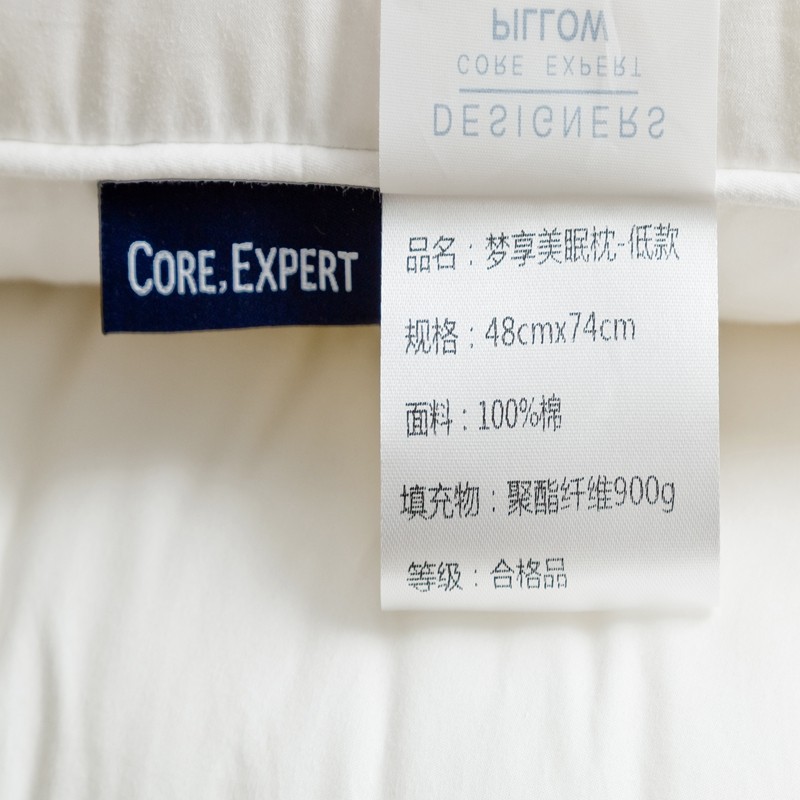 PILLOW
CORE EXPERT
DESIGNERS
CORE,EXPERT
品名：梦享美眠枕-低款
规格：48cmx74cm
面料：100%棉
填充物：聚酯纤维900g
等级：合格品